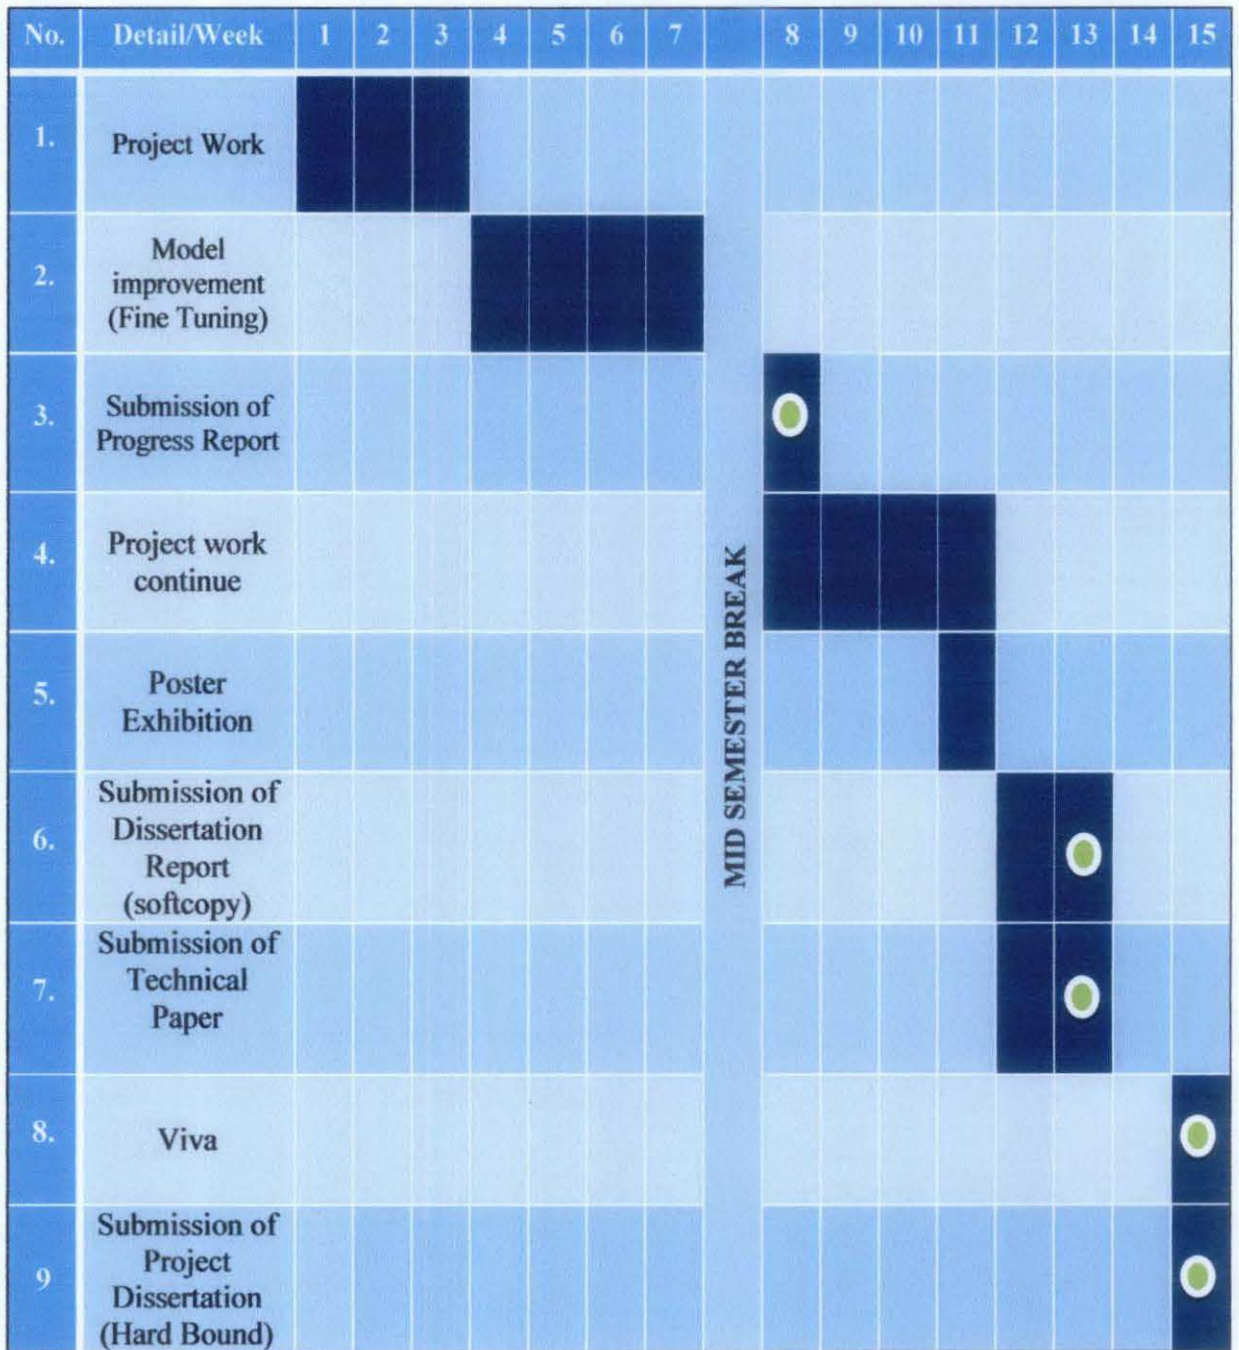 No. Detail/Week 1 2 3 4 5 6 7 8 9 10 11 12 13 14 15
1. Project Work
2. Model
improvement
(Fine Tuning)
3. Submission of
Progress Report
4. Project work
continue
MID SEMESTER BREAK
5. Poster
Exhibition
6. Submission of
Dissertation
Report
(softcopy)
7. Submission of
Technical
Paper
8. Viva
9 Submission of
Project
Dissertation
(Hard Bound)